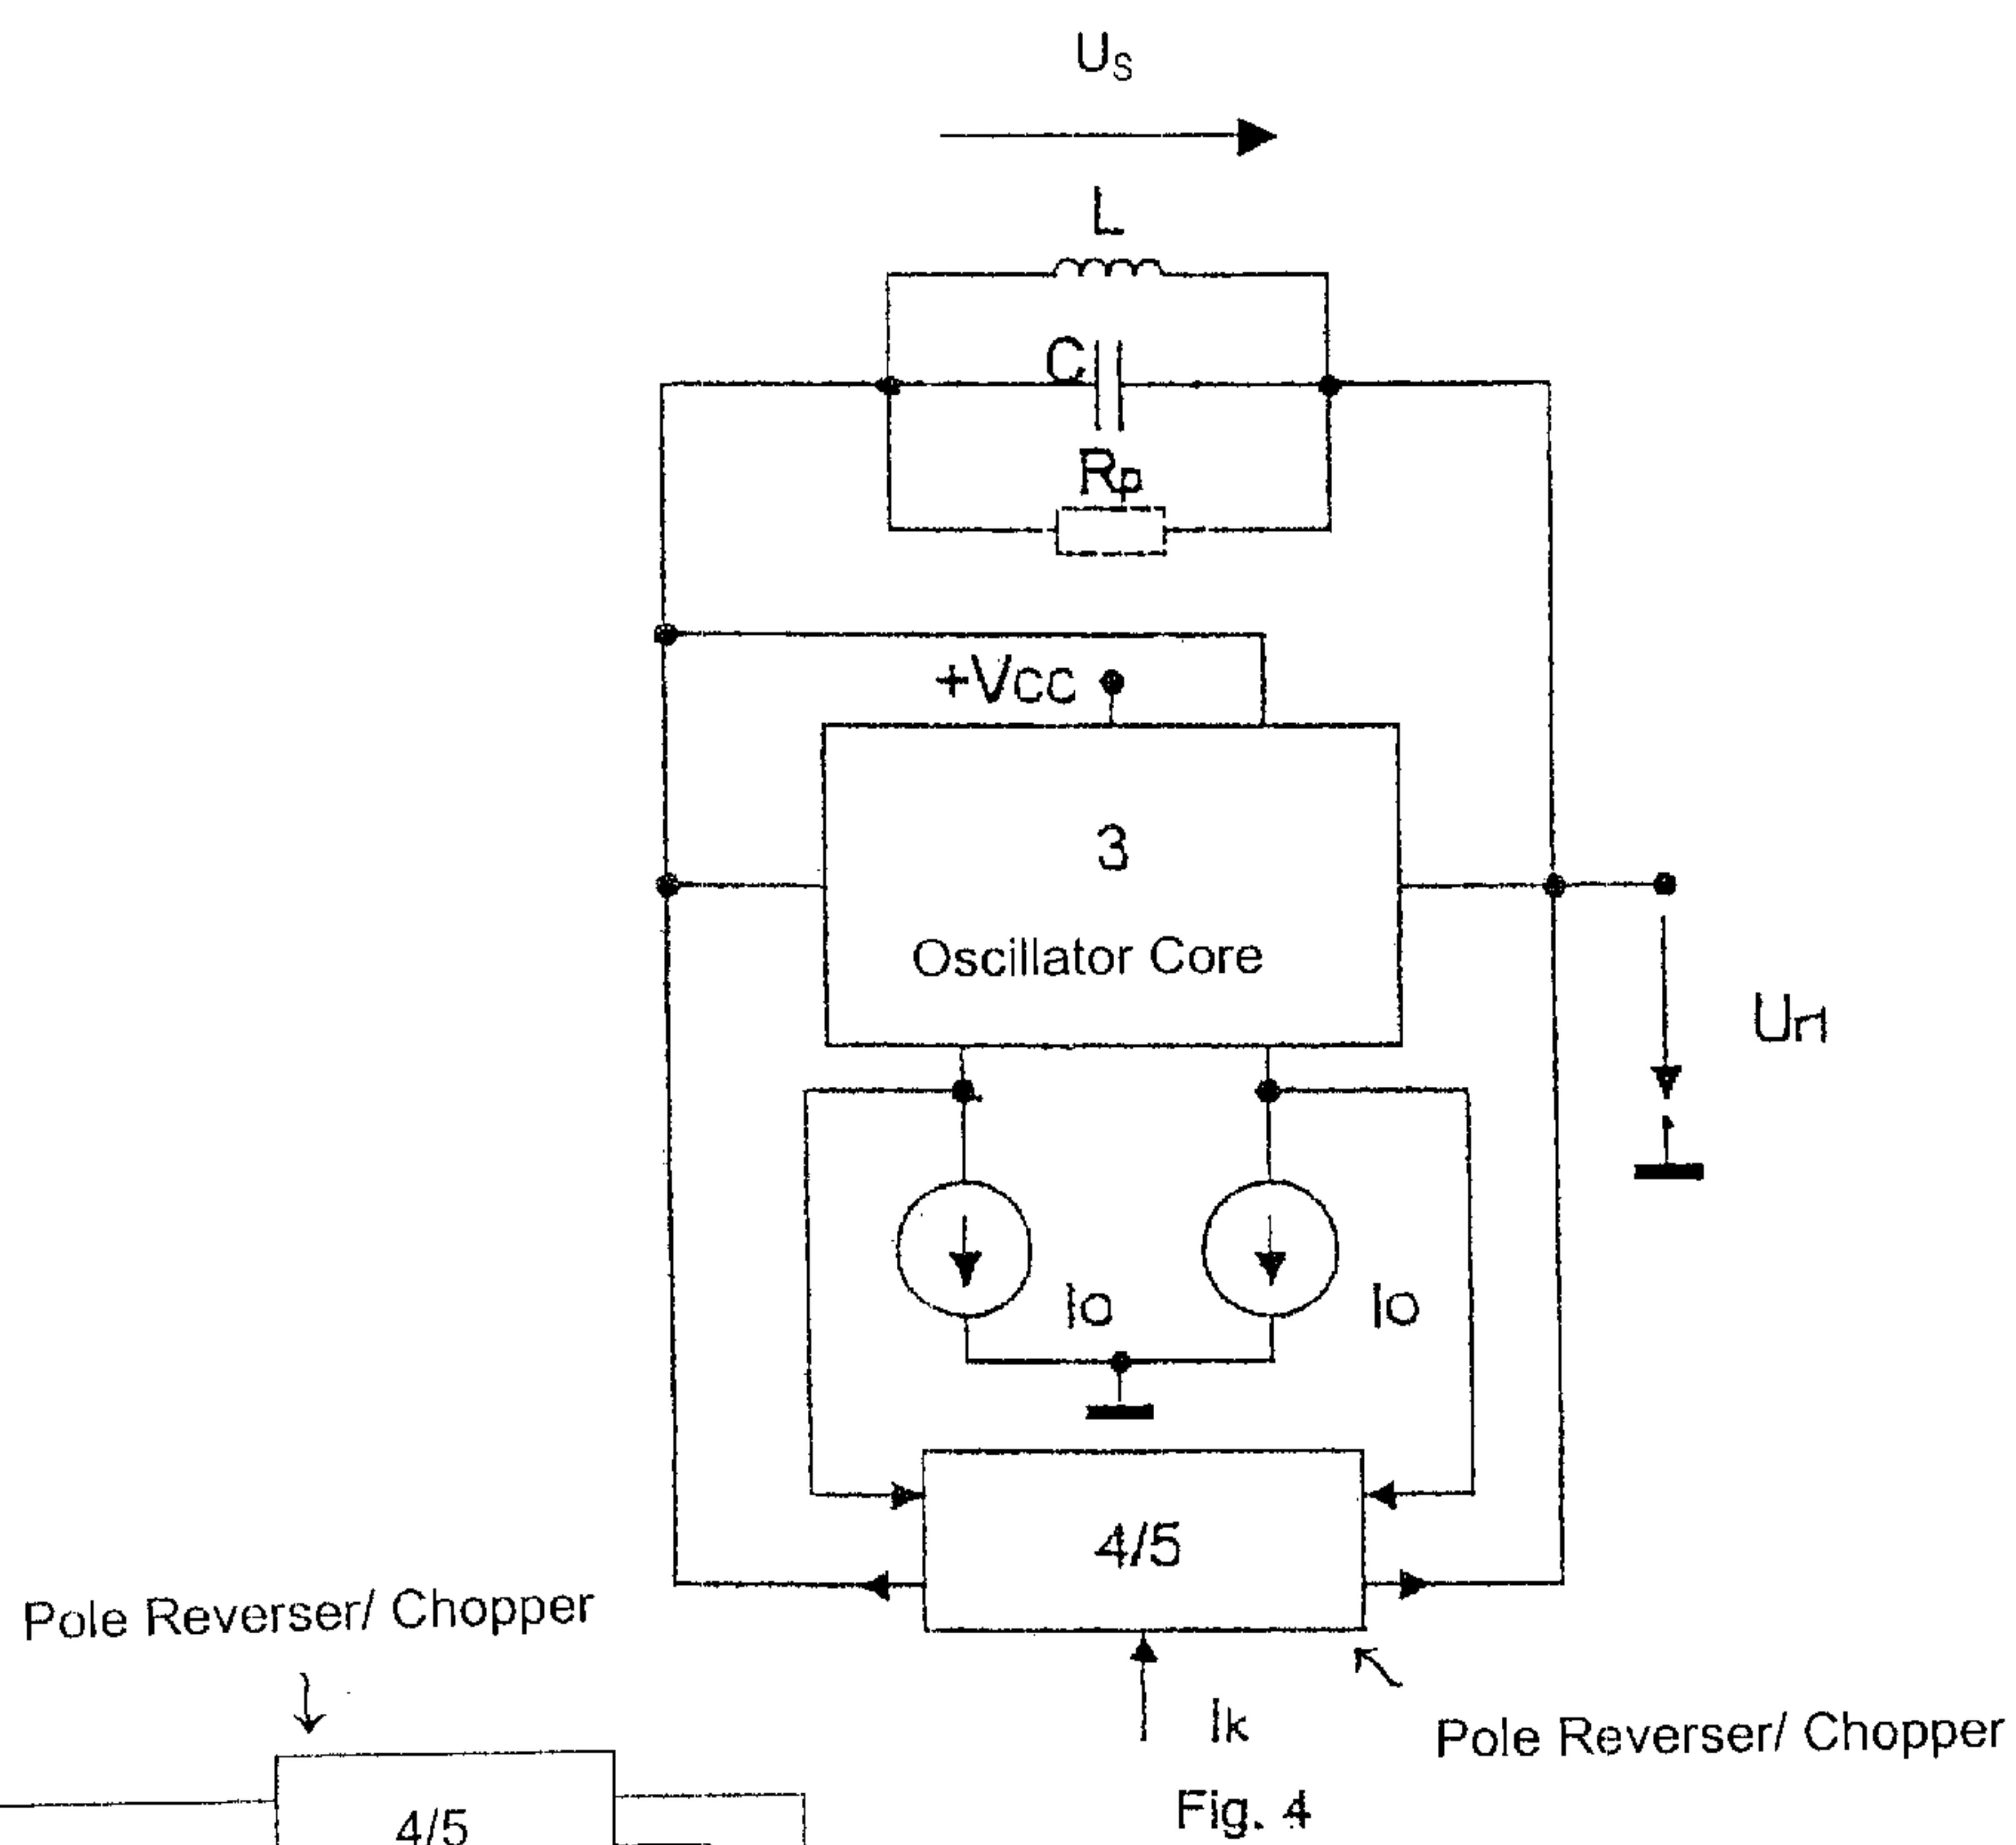 Us
L
C
Rp
+Vcc
3
Oscillator Core
Io
Io
4/5
Pole Reverser/ Chopper
Ik
Pole Reverser/ Chopper
Fig. 4
4/5